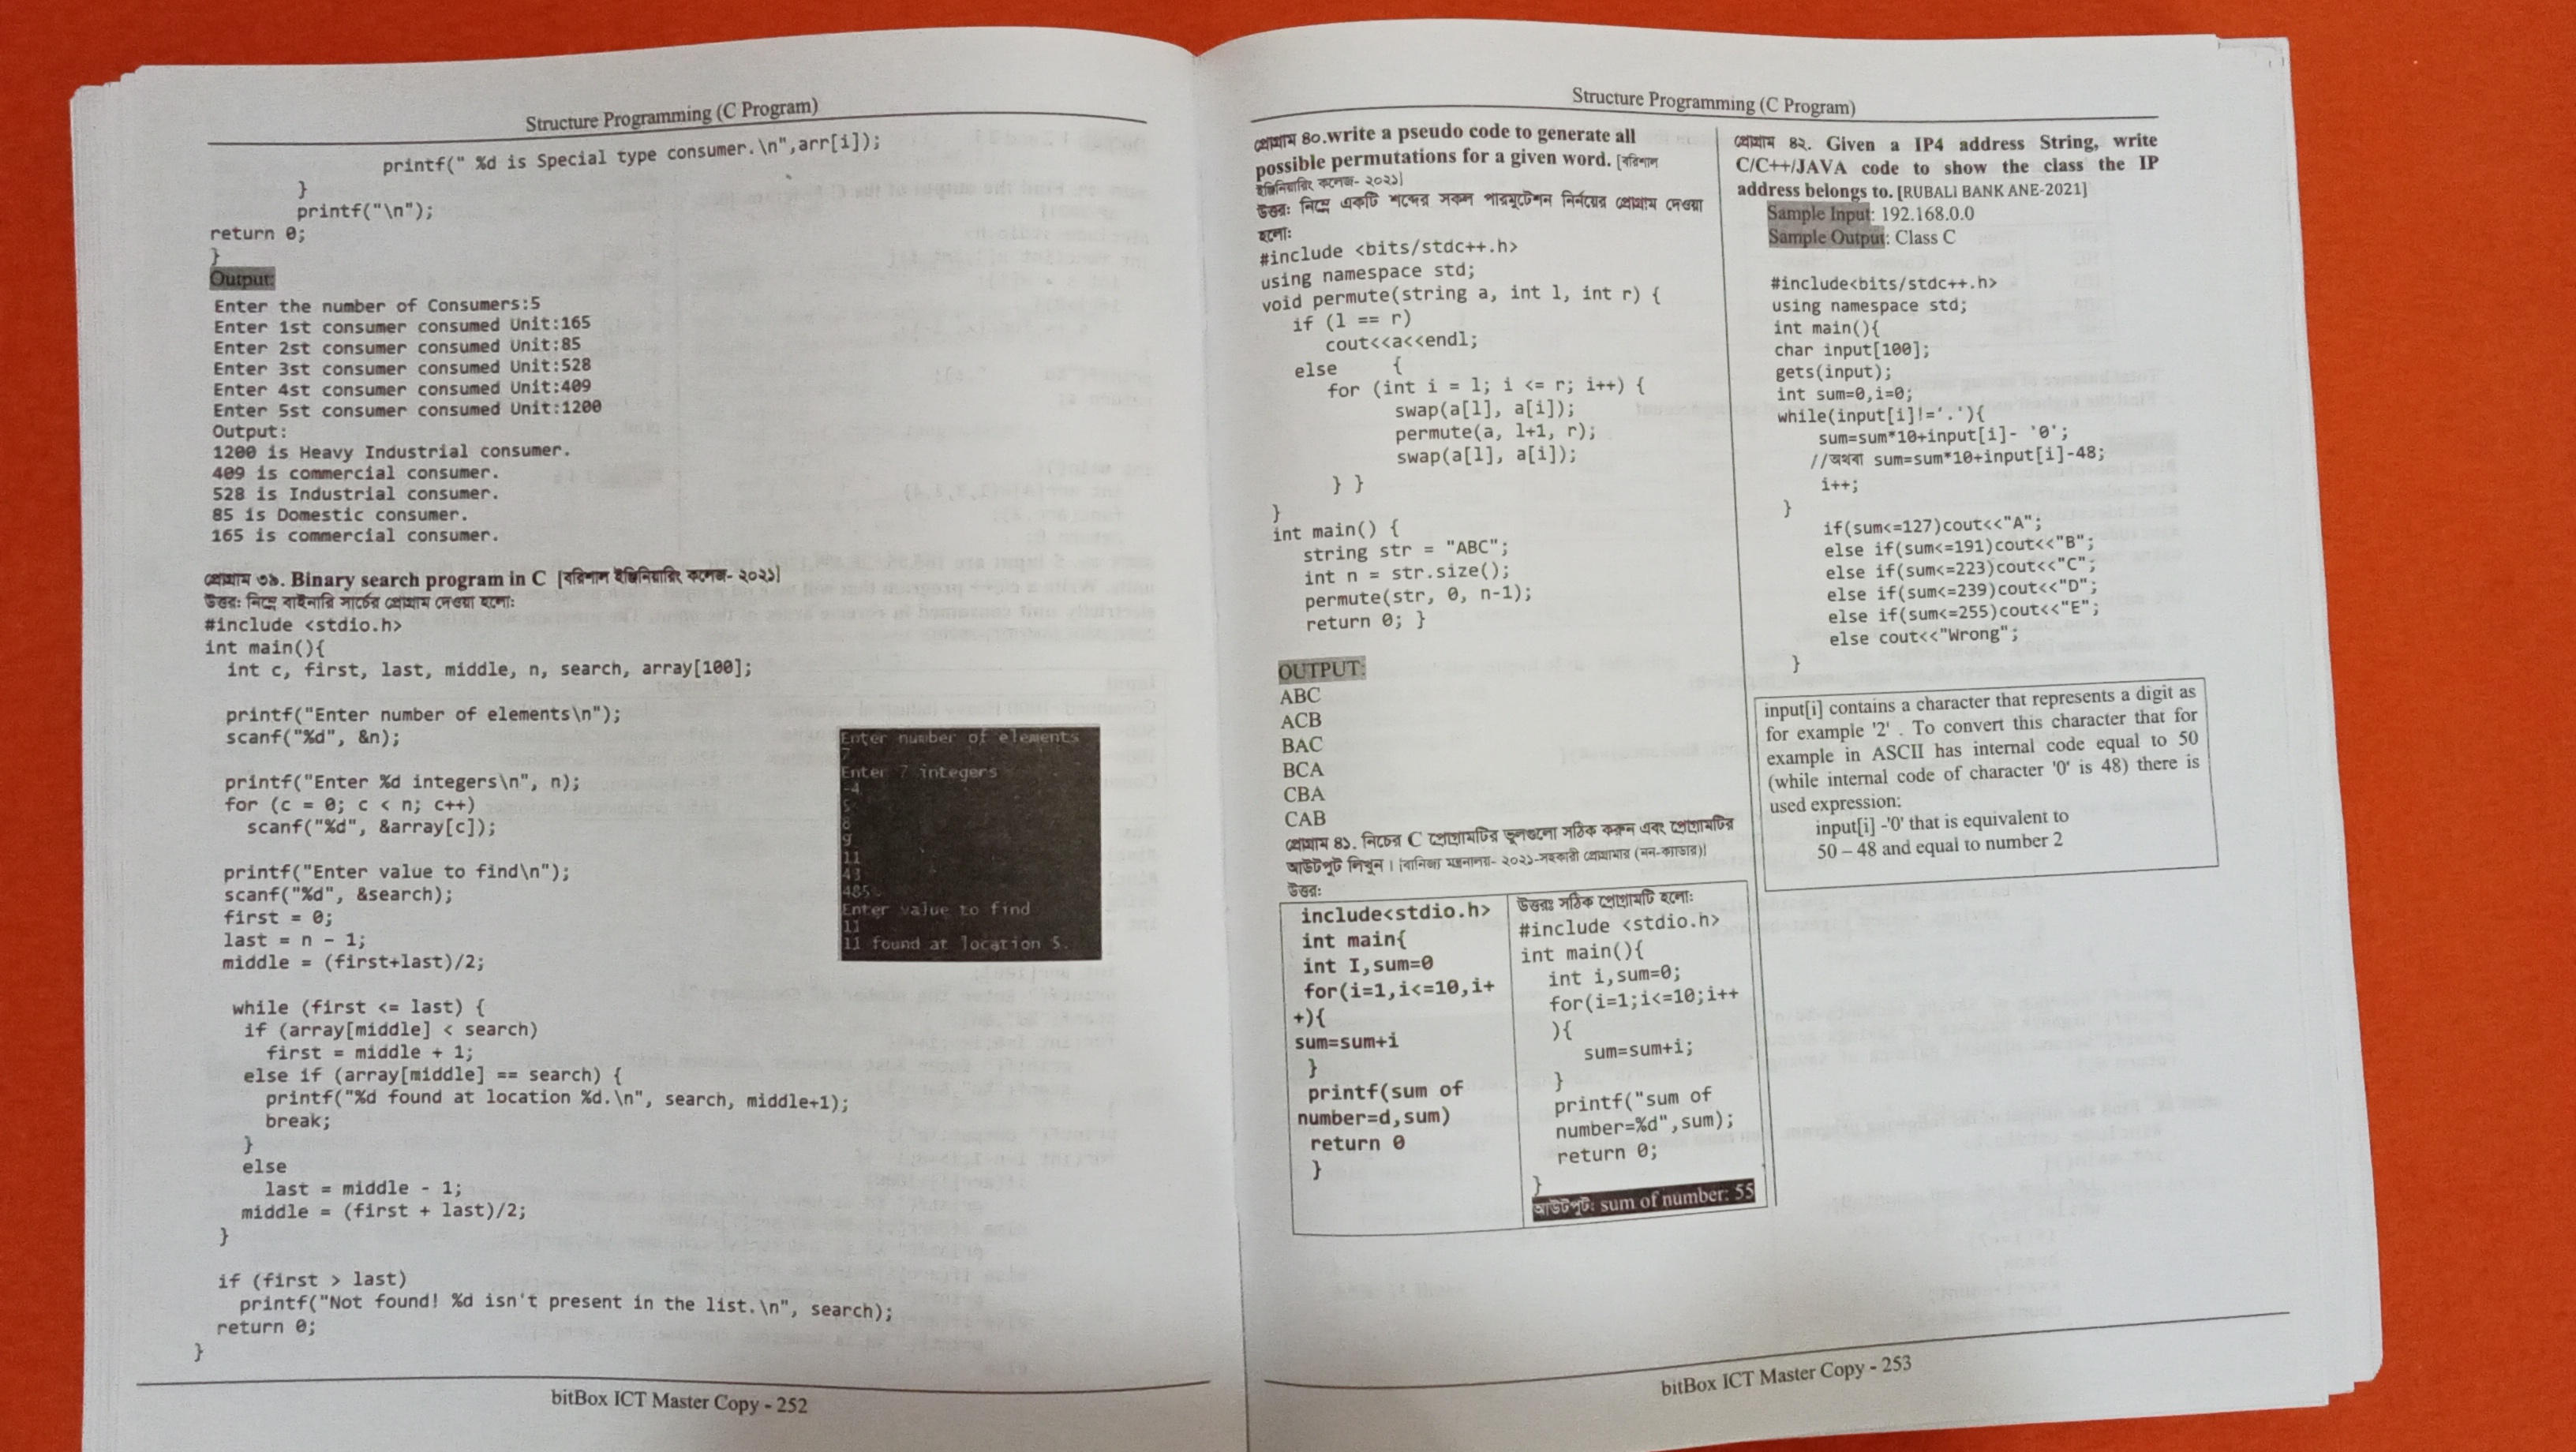 Structure Programming (C Program)
printf(" %d is Special type consumer.\n",arr[i]);
}
printf("\n");
return 0;
}
Output:
Enter the number of Consumers:5
Enter 1st consumer consumed Unit:165
Enter 2st consumer consumed Unit:85
Enter 3st consumer consumed Unit:528
Enter 4st consumer consumed Unit:409
Enter 5st consumer consumed Unit:1200
Output:
1200 is Heavy Industrial consumer.
409 is commercial consumer.
528 is Industrial consumer.
85 is Domestic consumer.
165 is commercial consumer.
প্রোগ্রাম ৩৯. Binary search program in C [বরিশাল ইঞ্জিনিয়ারিং কলেজ- ২০২১]
উত্তর: নিম্নে বাইনারি সার্চের প্রোগ্রাম দেওয়া হলো:
#include <stdio.h>
int main(){
int c, first, last, middle, n, search, array[100];
printf("Enter number of elements\n");
scanf("%d", &n);
printf("Enter %d integers\n", n);
for (c = 0; c < n; c++)
scanf("%d", &array[c]);
printf("Enter value to find\n");
scanf("%d", &search);
first = 0;
last = n - 1;
middle = (first+last)/2;
while (first <= last) {
if (array[middle] < search)
first = middle + 1;
else if (array[middle] == search) {
printf("%d found at location %d.\n", search, middle+1);
break;
}
else
last = middle - 1;
middle = (first + last)/2;
}
if (first > last)
printf("Not found! %d isn't present in the list.\n", search);
return 0;
}
Enter number of elements
7
Enter 7 integers
-4
5
8
9
11
43
485
Enter value to find
11
11 found at location 5.
bitBox ICT Master Copy - 252
Structure Programming (C Program)
প্রোগ্রাম ৪০.write a pseudo code to generate all
possible permutations for a given word. [বরিশাল
ইঞ্জিনিয়ারিং কলেজ- ২০২১]
উত্তর: নিম্নে একটি শব্দের সকল পারমুটেশন নির্নয়ের প্রোগ্রাম দেওয়া
হলো:
#include <bits/stdc++.h>
using namespace std;
void permute(string a, int l, int r) {
if (l == r)
cout<<a<<endl;
else {
for (int i = l; i <= r; i++) {
swap(a[l], a[i]);
permute(a, l+1, r);
swap(a[l], a[i]);
} }
}
int main() {
string str = "ABC";
int n = str.size();
permute(str, 0, n-1);
return 0; }
OUTPUT:
ABC
ACB
BAC
BCA
CBA
CAB
প্রোগ্রাম ৪১. নিচের C প্রোগ্রামটির ভুলগুলো সঠিক করুন এবং প্রোগ্রামটির
আউটপুট লিখুন। [বানিজ্য মন্ত্রনালয়- ২০২১-সহকারী প্রোগ্রামার (নন-ক্যাডার)]
উত্তর:
include<stdio.h>
int main{
int I,sum=0
for(i=1,i<=10,i+
+){
sum=sum+i
}
printf(sum of
number=d,sum)
return 0
}
উত্তরঃ সঠিক প্রোগ্রামটি হলো:
#include <stdio.h>
int main(){
int i,sum=0;
for(i=1;i<=10;i++
){
sum=sum+i;
}
printf("sum of
number=%d",sum);
return 0;
}
আউটপুট: sum of number: 55
প্রোগ্রাম ৪২. Given a IP4 address String, write
C/C++/JAVA code to show the class the IP
address belongs to. [RUBALI BANK ANE-2021]
Sample Input: 192.168.0.0
Sample Output: Class C
#include<bits/stdc++.h>
using namespace std;
int main(){
char input[100];
gets(input);
int sum=0,i=0;
while(input[i]!='.'){
sum=sum*10+input[i]- '0';
//অথবা sum=sum*10+input[i]-48;
i++;
}
if(sum<=127)cout<<"A";
else if(sum<=191)cout<<"B";
else if(sum<=223)cout<<"C";
else if(sum<=239)cout<<"D";
else if(sum<=255)cout<<"E";
else cout<<"Wrong";
}
input[i] contains a character that represents a digit as
for example '2' . To convert this character that for
example in ASCII has internal code equal to 50
(while internal code of character '0' is 48) there is
used expression:
input[i] -'0' that is equivalent to
50 – 48 and equal to number 2
bitBox ICT Master Copy - 253